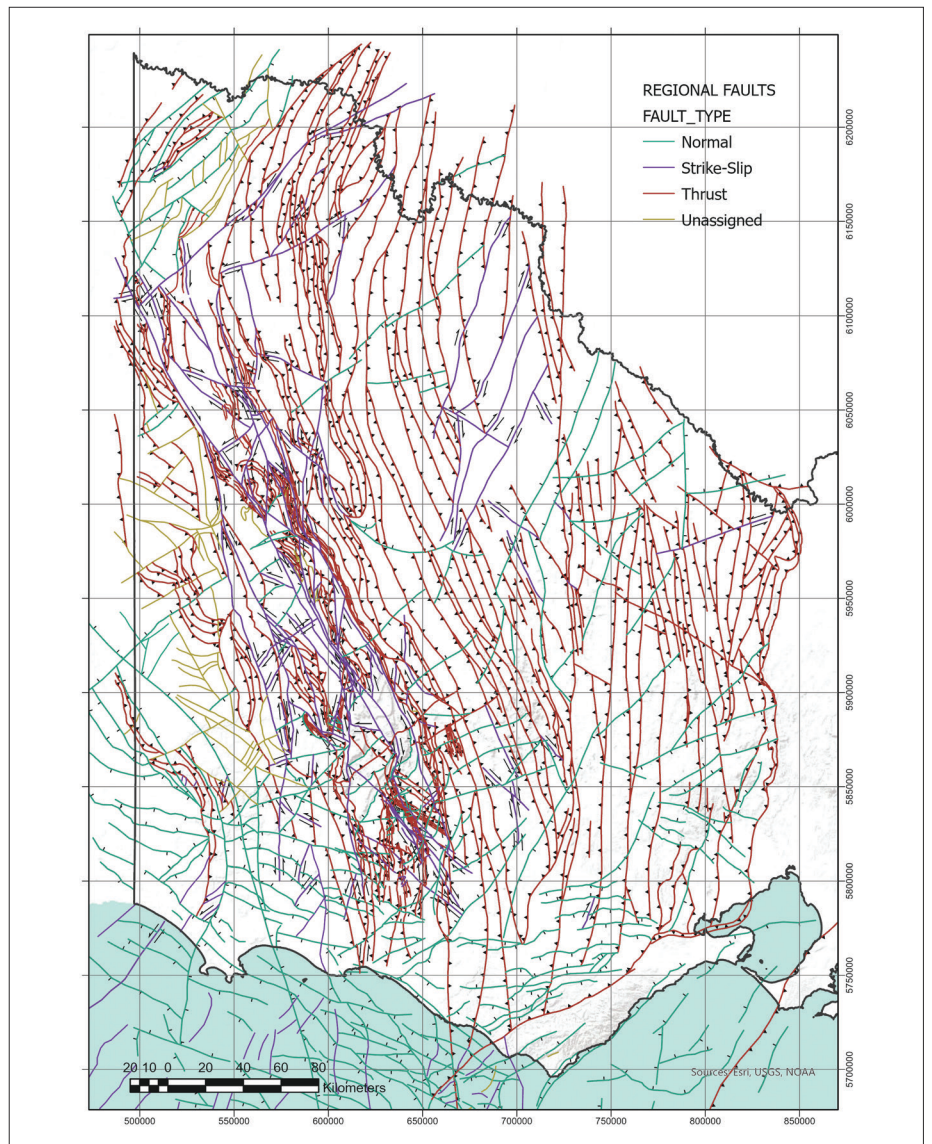 REGIONAL FAULTS
FAULT_TYPE
Normal
Strike-Slip
Thrust
Unassigned
6200000
6150000
6100000
6050000
6000000
5950000
5900000
5850000
5800000
5750000
5700000
Sources: Esri, USGS, NOAA
20 10 0 20 40 60 80
Kilometers
500000 550000 600000 650000 700000 750000 800000 850000